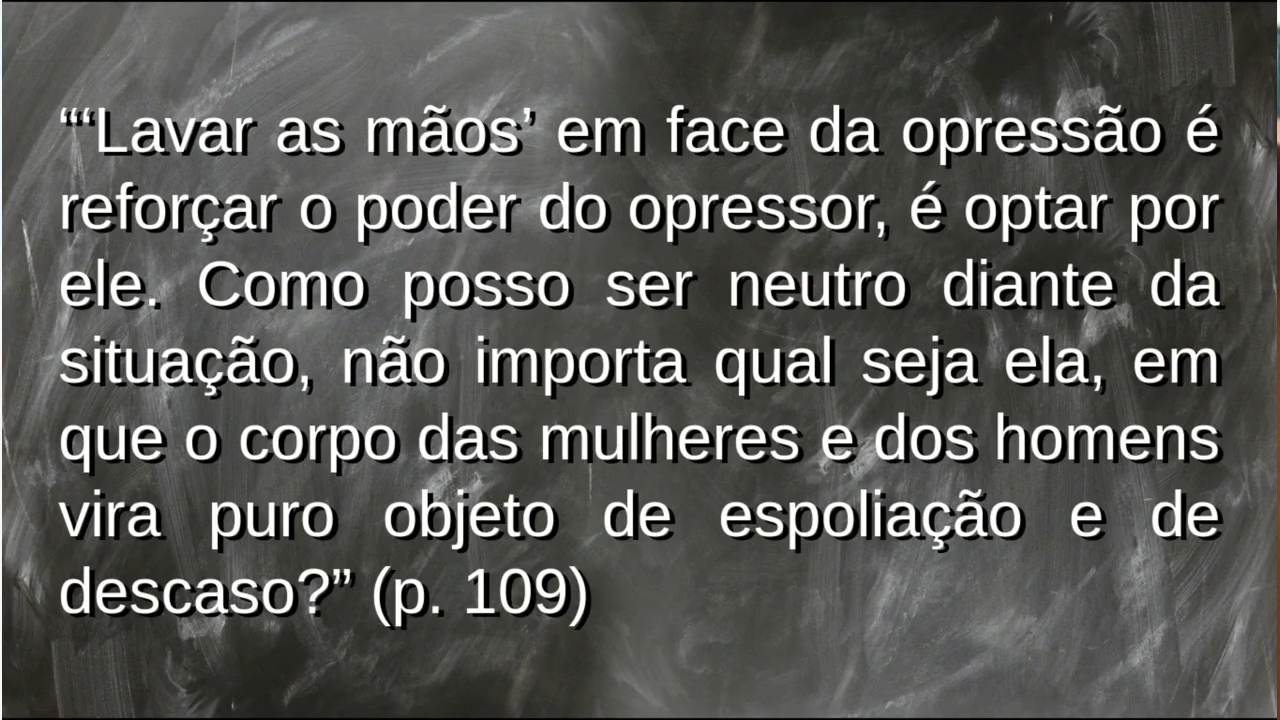 “‘Lavar as mãos’ em face da opressão é
reforçar o poder do opressor, é optar por
ele. Como posso ser neutro diante da
situação, não importa qual seja ela, em
que o corpo das mulheres e dos homens
vira puro objeto de espoliação e de
descaso?” (p. 109)